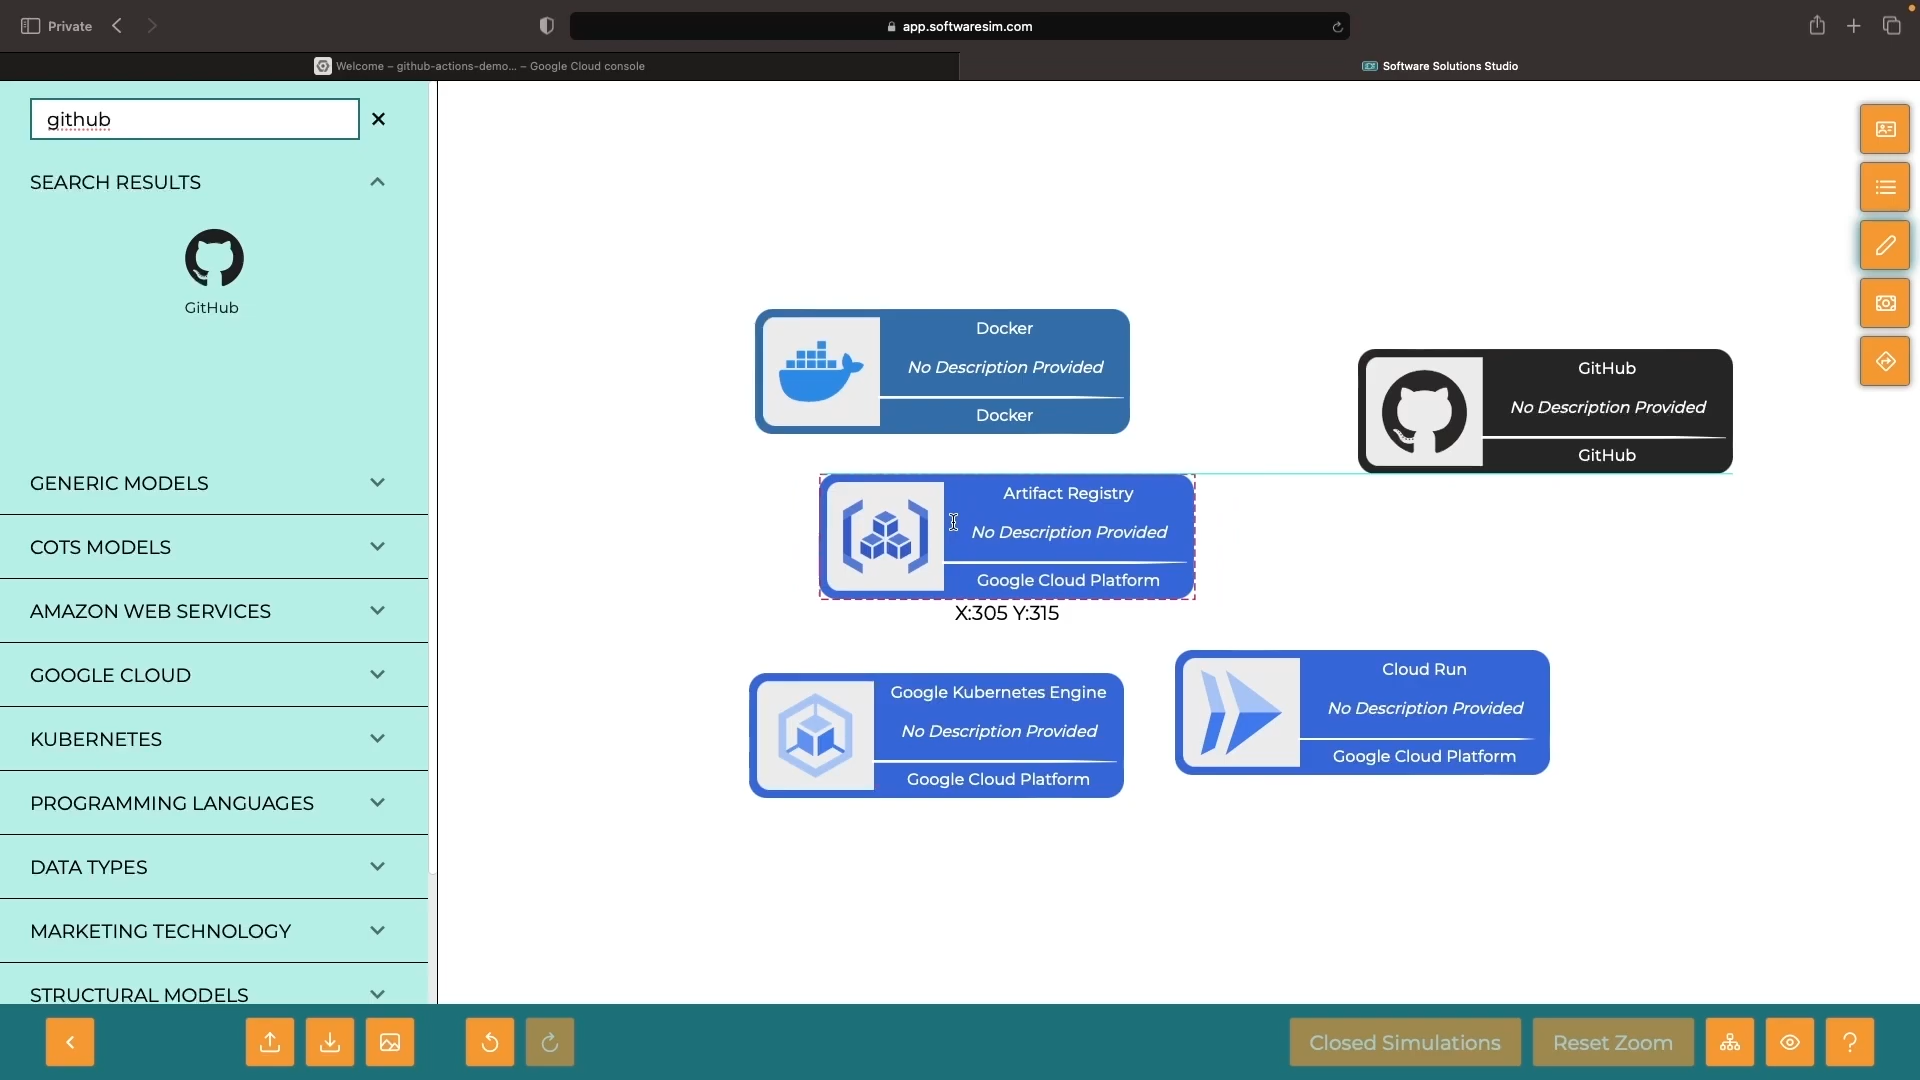 Private
app.softwaresim.com
Welcome – github-actions-demo... – Google Cloud console
Software Solutions Studio
github
SEARCH RESULTS
GitHub
GENERIC MODELS
COTS MODELS
AMAZON WEB SERVICES
GOOGLE CLOUD
KUBERNETES
PROGRAMMING LANGUAGES
DATA TYPES
MARKETING TECHNOLOGY
STRUCTURAL MODELS
Docker
No Description Provided
Docker
GitHub
No Description Provided
GitHub
Artifact Registry
No Description Provided
Google Cloud Platform
X:305 Y:315
Google Kubernetes Engine
No Description Provided
Google Cloud Platform
Cloud Run
No Description Provided
Google Cloud Platform
Closed Simulations
Reset Zoom
?